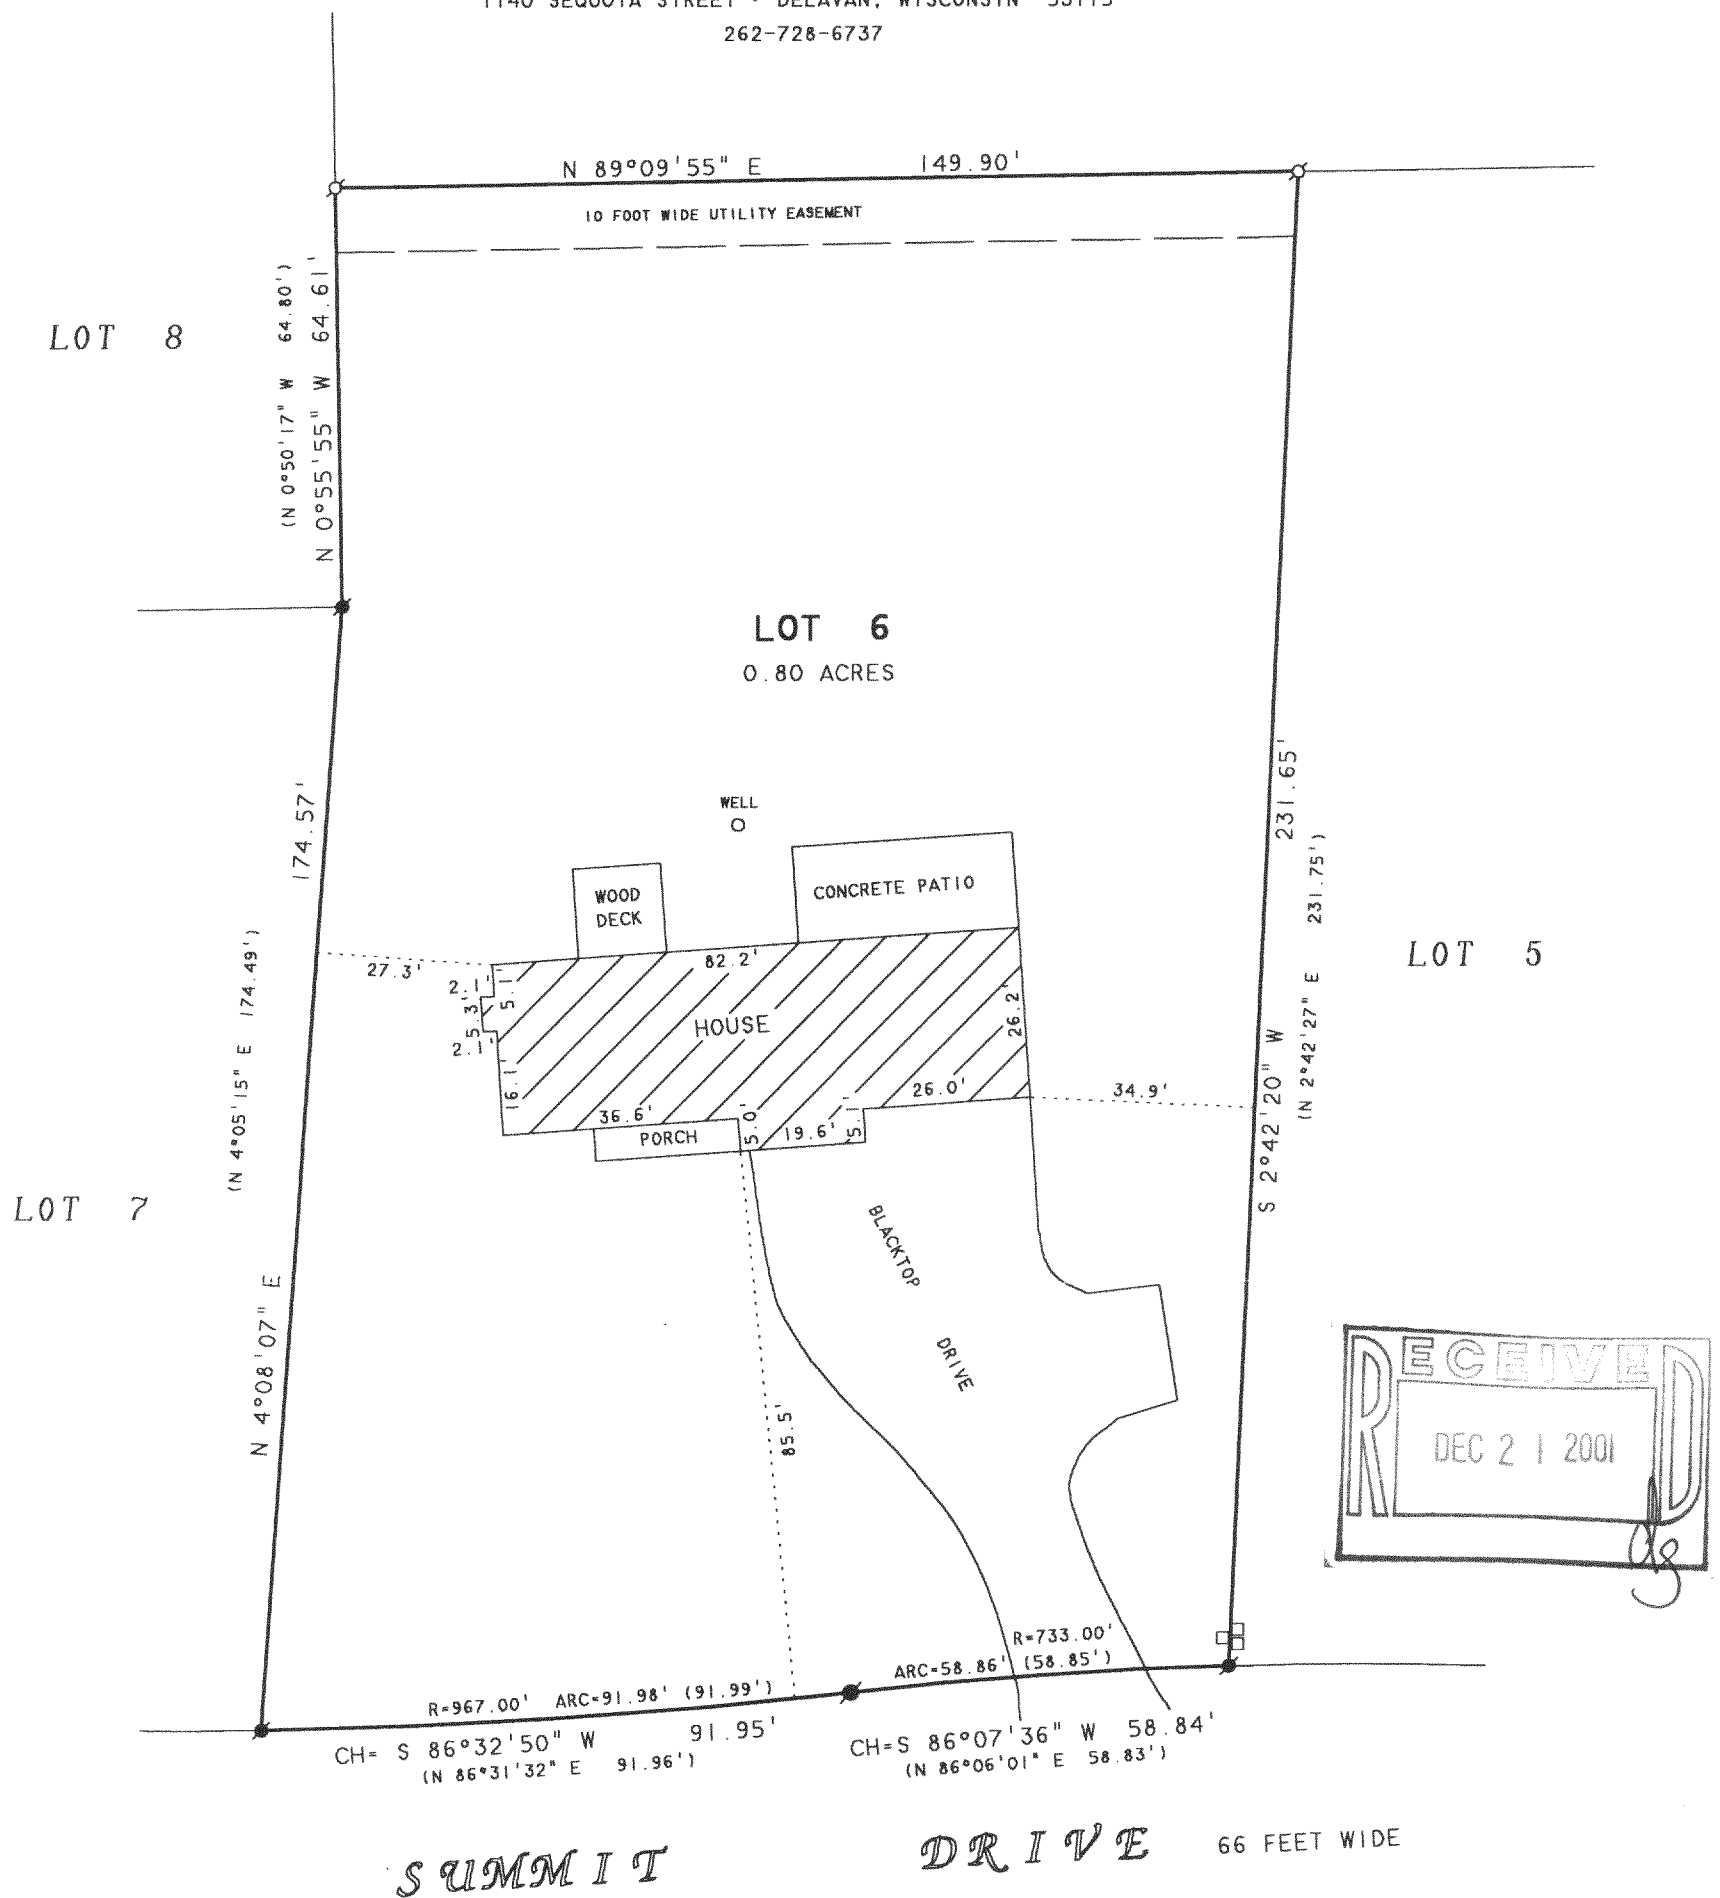 1140 SEQUOIA STREET - DELAVAN, WISCONSIN 53115
262-728-6737
N 89°09'55" E 149.90'
10 FOOT WIDE UTILITY EASEMENT
(N 0°50'17" W 64.80')
N 0°55'55" W 64.61'
LOT 8
LOT 6
0.80 ACRES
174.57'
N 4°08'07" E
(N 4°05'15" E 174.49')
231.65'
S 2°42'20" W
(N 2°42'27" E 231.75')
WELL
WOOD
DECK
CONCRETE PATIO
LOT 5
27.3'
82.2'
2.1'
5.1'
5.3'
2.1'
HOUSE
26.2'
16.1'
36.6'
5.0'
19.6'
5.1'
26.0'
34.9'
PORCH
LOT 7
BLACKTOP
DRIVE
85.5'
RECEIVED
DEC 21 2001
R=733.00'
ARC=58.86' (58.85')
R=967.00' ARC=91.98' (91.99')
CH= S 86°32'50" W 91.95'
(N 86°31'32" E 91.96')
CH=S 86°07'36" W 58.84'
(N 86°06'01" E 58.83')
SUMMIT DRIVE 66 FEET WIDE